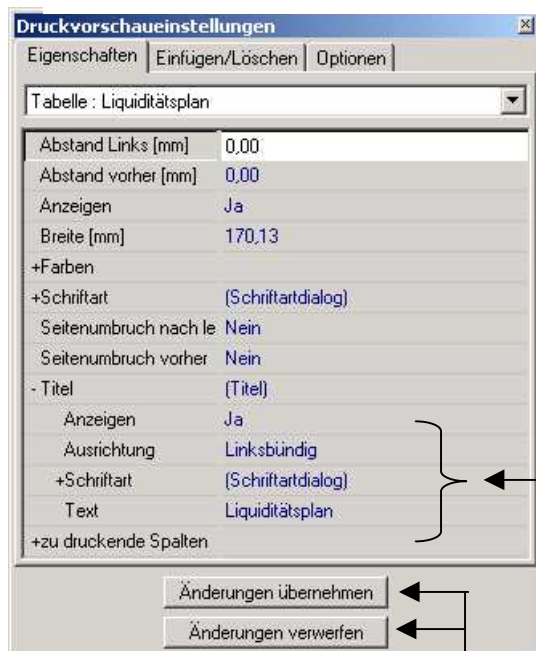 Druckvorschaueinstellungen
Eigenschaften Einfügen/Löschen Optionen
Tabelle : Liquiditätsplan
Abstand Links [mm] 0,00
Abstand vorher [mm] 0,00
Anzeigen Ja
Breite [mm] 170,13
+Farben
+Schriftart (Schriftartdialog)
Seitenumbruch nach le Nein
Seitenumbruch vorher Nein
- Titel (Titel)
Anzeigen Ja
Ausrichtung Linksbündig
+Schriftart (Schriftartdialog)
Text Liquiditätsplan
+zu druckende Spalten
Änderungen übernehmen
Änderungen verwerfen